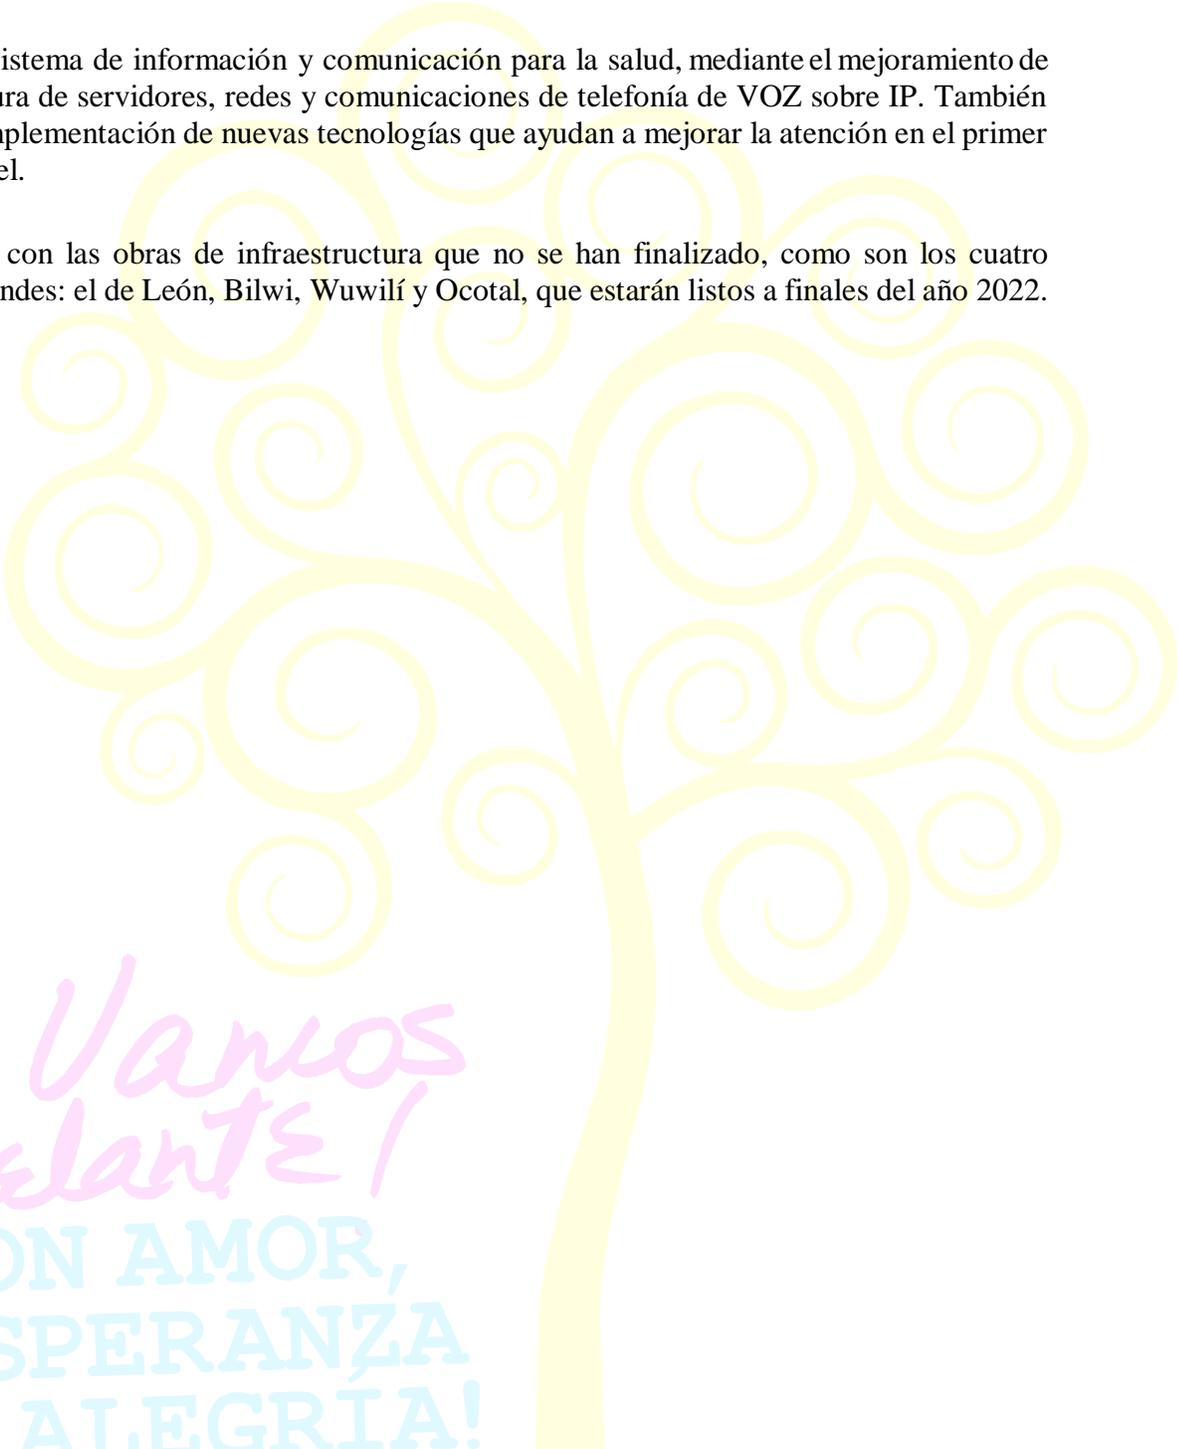 istema de información y comunicación para la salud, mediante el mejoramiento de
ura de servidores, redes y comunicaciones de telefonía de VOZ sobre IP. También
plementación de nuevas tecnologías que ayudan a mejorar la atención en el primer
el.
con las obras de infraestructura que no se han finalizado, como son los cuatro
ndes: el de León, Bilwi, Wuwilí y Ocotal, que estarán listos a finales del año 2022.
Vamos
elante!
ON AMOR,
SPERANZA
ALEGRÍA!